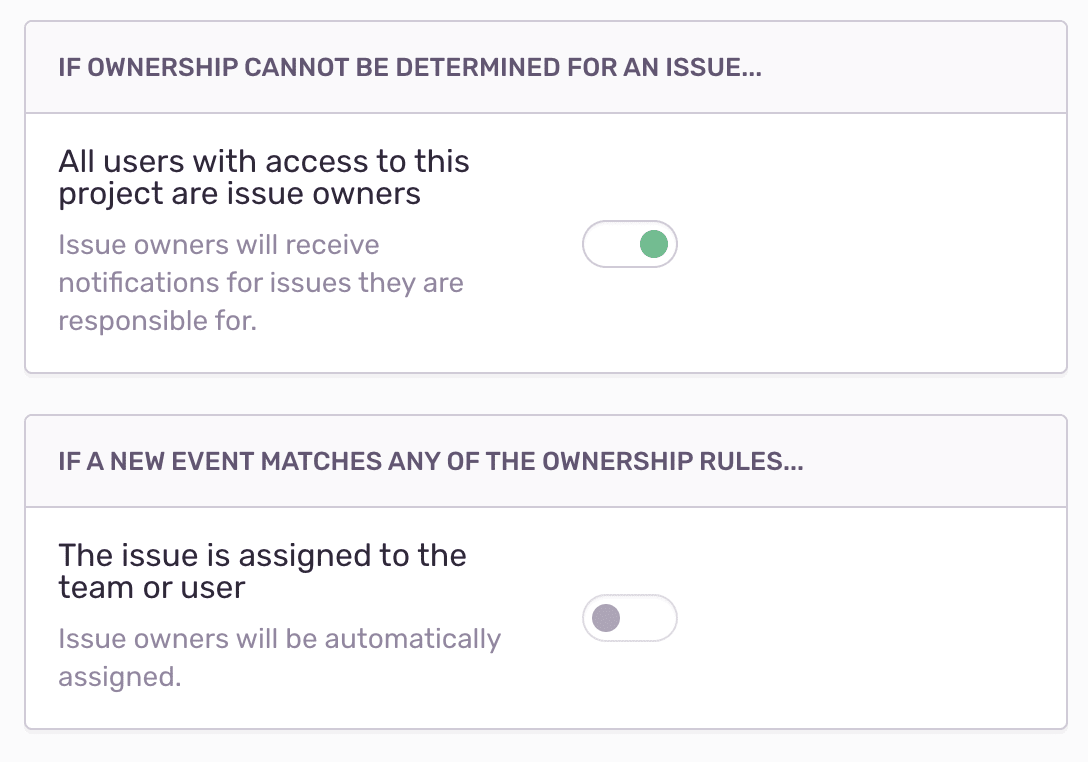 IF OWNERSHIP CANNOT BE DETERMINED FOR AN ISSUE...
All users with access to this
project are issue owners
Issue owners will receive
notifications for issues they are
responsible for.
IF A NEW EVENT MATCHES ANY OF THE OWNERSHIP RULES...
The issue is assigned to the
team or user
Issue owners will be automatically
assigned.